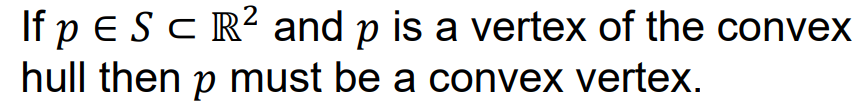 If p ∈ S ⊂ ℝ² and p is a vertex of the convex
hull then p must be a convex vertex.